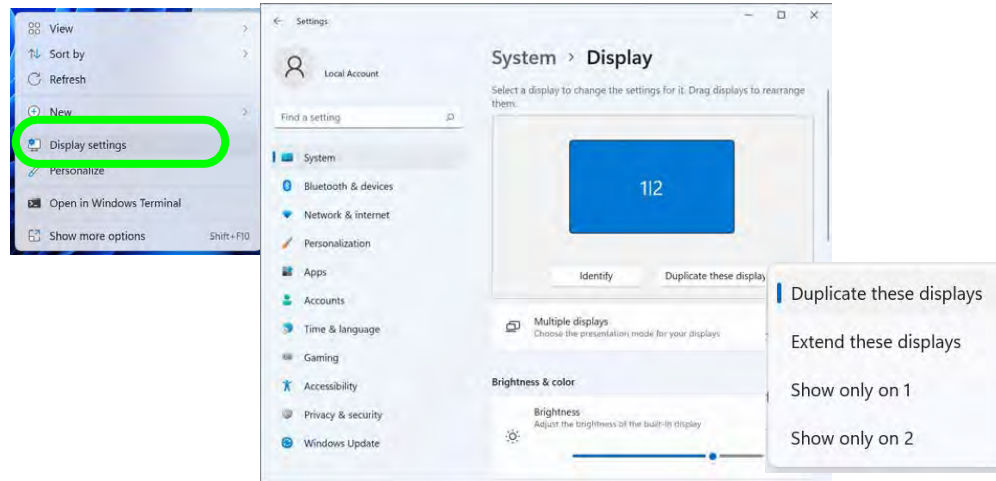 View
Sort by
Refresh
New
Display settings
Personalize
Open in Windows Terminal
Show more options Shift+F10
Settings
Local Account
Find a setting
System
Bluetooth & devices
Network & internet
Personalization
Apps
Accounts
Time & language
Gaming
Accessibility
Privacy & security
Windows Update
System > Display
Select a display to change the settings for it. Drag displays to rearrange
them.
1|2
Identify Duplicate these display
Multiple displays
Choose the presentation mode for your displays
Brightness & color
Brightness
Adjust the brightness of the built-in display
Duplicate these displays
Extend these displays
Show only on 1
Show only on 2